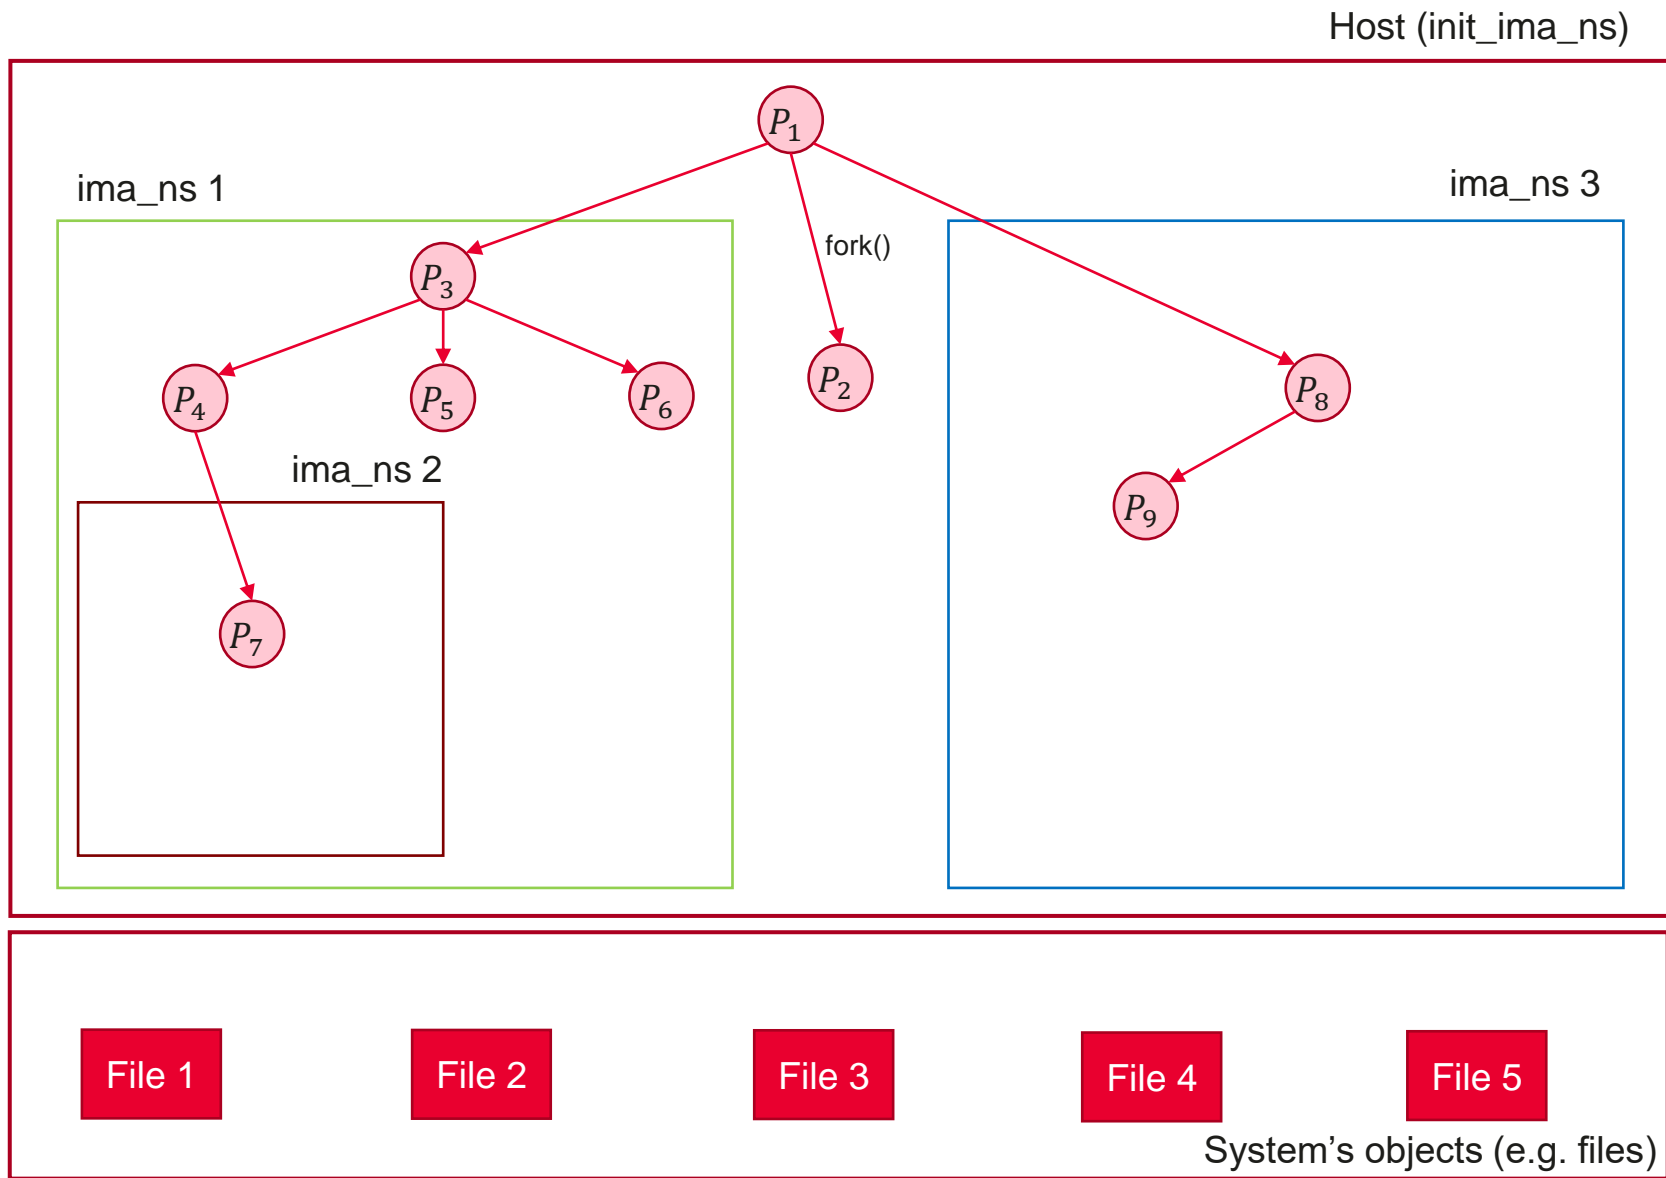 Host (init_ima_ns)
P1
ima_ns 1
ima_ns 3
fork()
P3
P4
P5
P6
P2
P8
ima_ns 2
P9
P7
File 1
File 2
File 3
File 4
File 5
System’s objects (e.g. files)